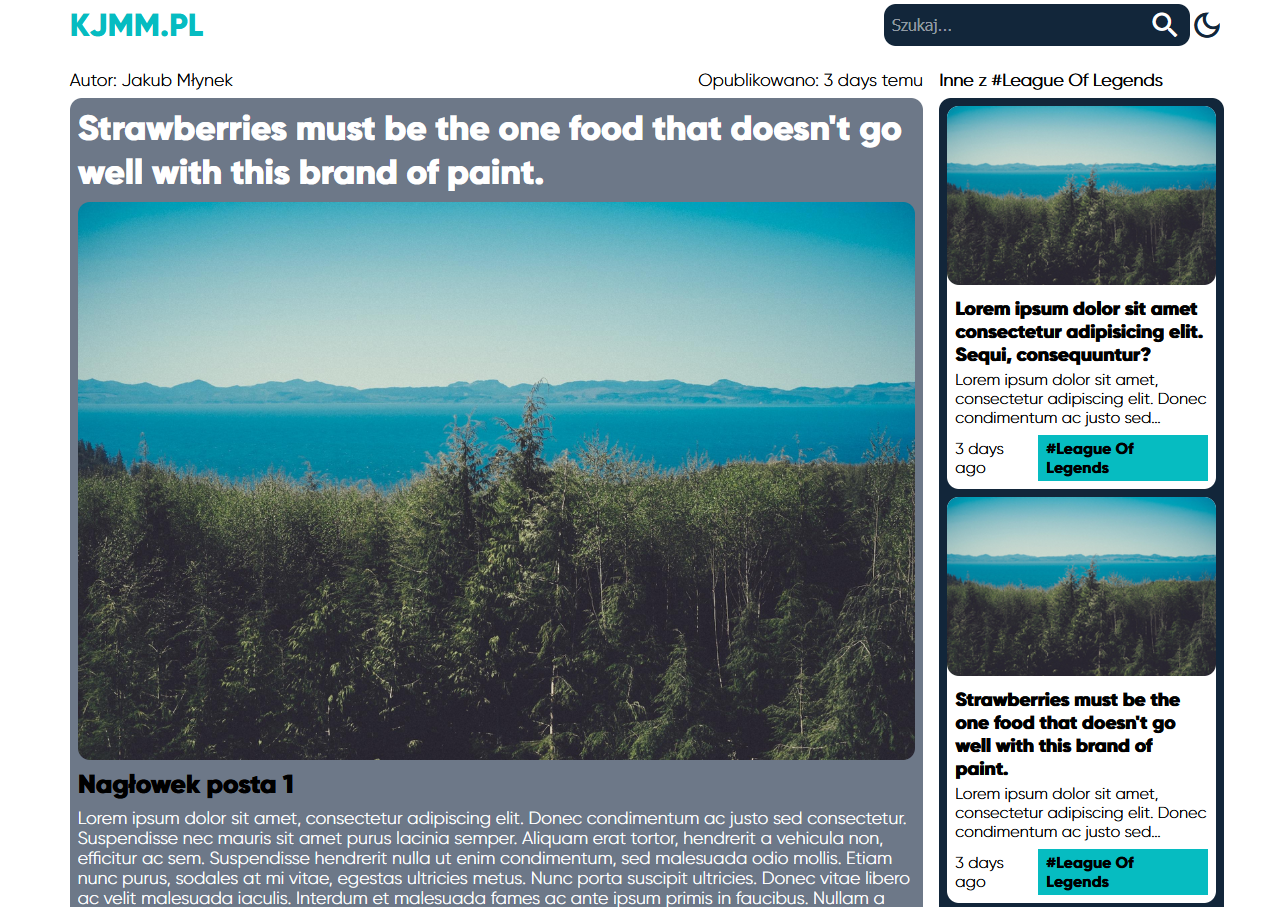 KJMM.PL
Szukaj...
Autor: Jakub Młynek
Opublikowano: 3 days temu
Inne z #League Of Legends
Strawberries must be the one food that doesn't go
well with this brand of paint.
Nagłowek posta 1
Lorem ipsum dolor sit amet, consectetur adipiscing elit. Donec condimentum ac justo sed consectetur.
Suspendisse nec mauris sit amet purus lacinia semper. Aliquam erat tortor, hendrerit a vehicula non,
efficitur ac sem. Suspendisse hendrerit nulla ut enim condimentum, sed malesuada odio mollis. Etiam
nunc purus, sodales at mi vitae, egestas ultricies metus. Nunc porta suscipit ultricies. Donec vitae libero
ac velit malesuada iaculis. Interdum et malesuada fames ac ante ipsum primis in faucibus. Nullam a
Lorem ipsum dolor sit amet
consectetur adipisicing elit.
Sequi, consequuntur?
Lorem ipsum dolor sit amet,
consectetur adipiscing elit. Donec
condimentum ac justo sed...
3 days
ago
#League Of
Legends
Strawberries must be the
one food that doesn't go
well with this brand of
paint.
Lorem ipsum dolor sit amet,
consectetur adipiscing elit. Donec
condimentum ac justo sed...
3 days
ago
#League Of
Legends